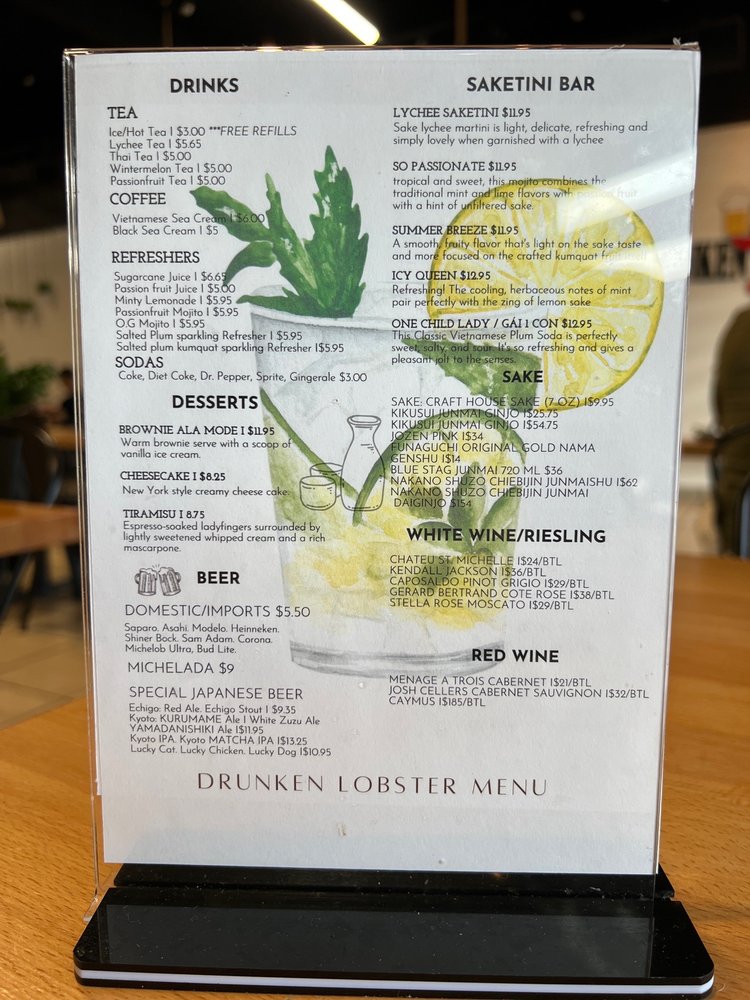 DRINKS
TEA
Ice/Hot Tea I $3.00 ***FREE REFILLS
Lychee Tea I $5.65
Thai Tea I $5.00
Wintermelon Tea I $5.00
Passionfruit Tea I $5.00
COFFEE
Vietnamese Sea Cream I $6.00
Black Sea Cream I $5
REFRESHERS
Sugarcane Juice I $6.65
Passion fruit Juice I $5.00
Minty Lemonade I $5.95
Passionfruit Mojito I $5.95
O.G Mojito I $5.95
Salted Plum sparkling Refresher I $5.95
Salted plum kumquat sparkling Refresher I$5.95
SODAS
Coke, Diet Coke, Dr. Pepper, Sprite, Gingerale $3.00
DESSERTS
BROWNIE ALA MODE I $11.95
Warm brownie serve with a scoop of
vanilla ice cream.
CHEESECAKE I $8.25
New York style creamy cheese cake.
TIRAMISU I 8.75
Espresso-soaked ladyfingers surrounded by
lightly sweetened whipped cream and a rich
mascarpone.
BEER
DOMESTIC/IMPORTS $5.50
Saparo. Asahi. Modelo. Heinneken.
Shiner Bock. Sam Adam. Corona.
Michelob Ultra, Bud Lite.
MICHELADA $9
SPECIAL JAPANESE BEER
Echigo: Red Ale. Echigo Stout I $9.35
Kyoto: KURUMAME Ale I White Zuzu Ale
YAMADANISHIKI Ale I$11.95
Kyoto IPA. Kyoto MATCHA IPA I$13.25
Lucky Cat. Lucky Chicken. Lucky Dog I$10.95
SAKETINI BAR
LYCHEE SAKETINI $11.95
Sake lychee martini is light, delicate, refreshing and
simply lovely when garnished with a lychee
SO PASSIONATE $11.95
tropical and sweet, this mojito combines the
traditional mint and lime flavors with passion fruit
with a hint of unfiltered sake.
SUMMER BREEZE $11.95
A smooth fruity flavor that's light on the sake taste
and more focused on the crafted kumquat fruit
ICY QUEEN $12.95
Refreshing! The cooling, herbaceous notes of mint
pair perfectly with the zing of lemon sake
ONE CHILD LADY / GÁI 1 CON $12.95
This Classic Vietnamese Plum Soda is perfectly
sweet, salty, and sour. It's so refreshing and gives a
pleasant jolt to the senses.
SAKE
SAKE: CRAFT HOUSE SAKE (7 OZ) I$9.95
KIKUSUI JUNMAI GINJO I$25.75
KIKUSUI JUNMAI GINJO I$54.75
JOZEN PINK I$34
FUNAGUCHI ORIGINAL GOLD NAMA
GENSHU I$14
BLUE STAG JUNMAI 720 ML I$36
NAKANO SHUZO CHIEBIJIN JUNMAISHU I$62
NAKANO SHUZO CHIEBIJIN JUNMAI
DAIGINJO $154
WHITE WINE/RIESLING
CHATEU ST. MICHELLE I$24/BTL
KENDALL JACKSON I$36/BTL
CAPOSALDO PINOT GRIGIO I$29/BTL
GERARD BERTRAND COTE ROSE I$38/BTL
STELLA ROSE MOSCATO I$29/BTL
RED WINE
MENAGE A TROIS CABERNET I$21/BTL
JOSH CELLERS CABERNET SAUVIGNON I$32/BTL
CAYMUS I$185/BTL
DRUNKEN LOBSTER MENU